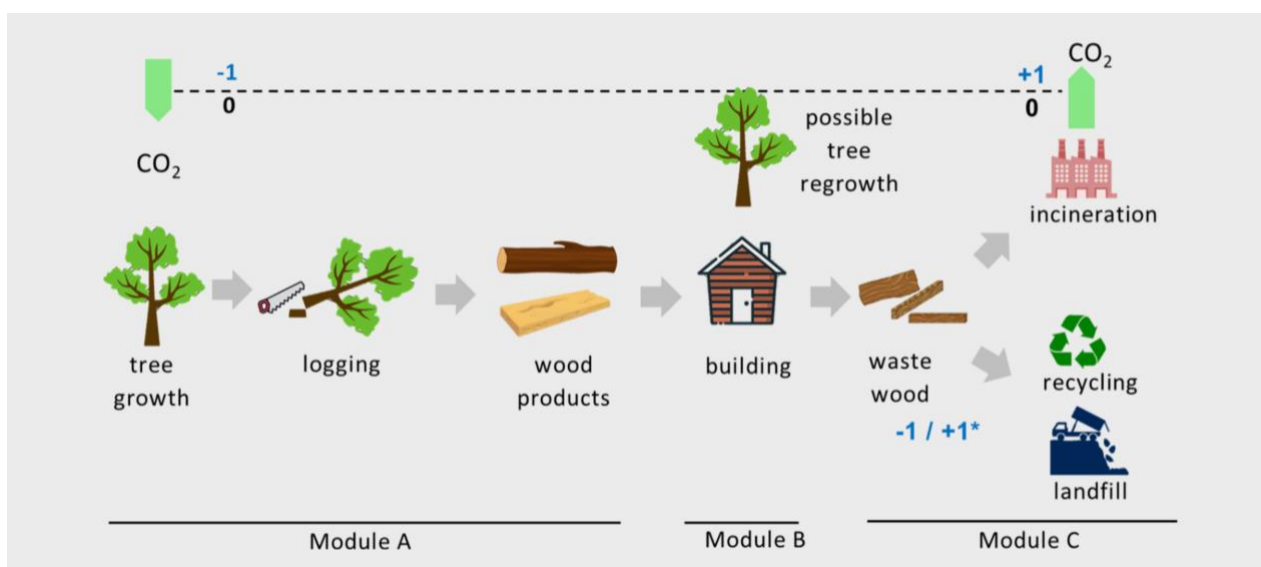 CO₂
-1
+1
0
0
CO₂
possible
tree
regrowth
incineration
tree
growth
logging
wood
products
building
waste
wood
-1 / +1*
recycling
landfill
Module A
Module B
Module C